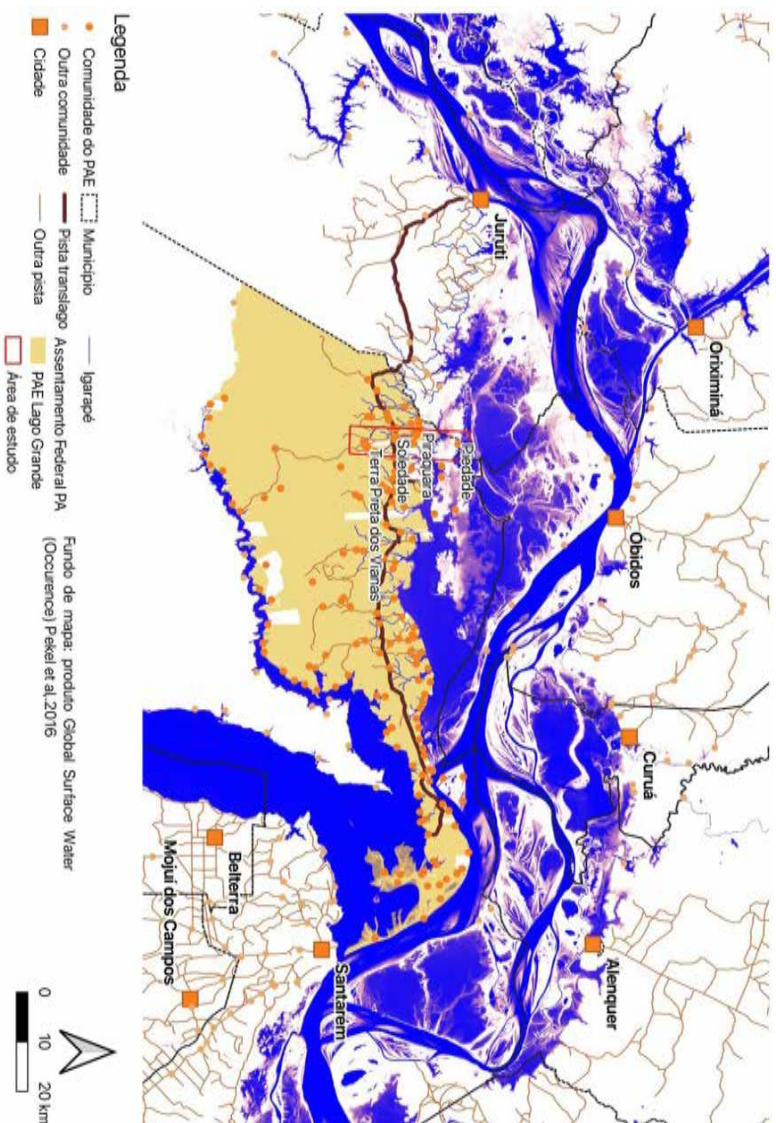 Oriximiná
Óbidos
Curuá
Alenquer
Juruti
Piedade
Piraquara
Soledade
Terra Preta dos Vianas
Santarém
Belterra
Mojuí dos Campos
Legenda
Comunidade do PAE
Outra comunidade
Cidade
Município
Pista translago
Outra pista
Igarapé
Assentamento Federal PA
PAE Lago Grande
Área de estudo
Fundo de mapa: produto Global Surface Water
(Occurence) Pekel et al.2016
0 10 20 km